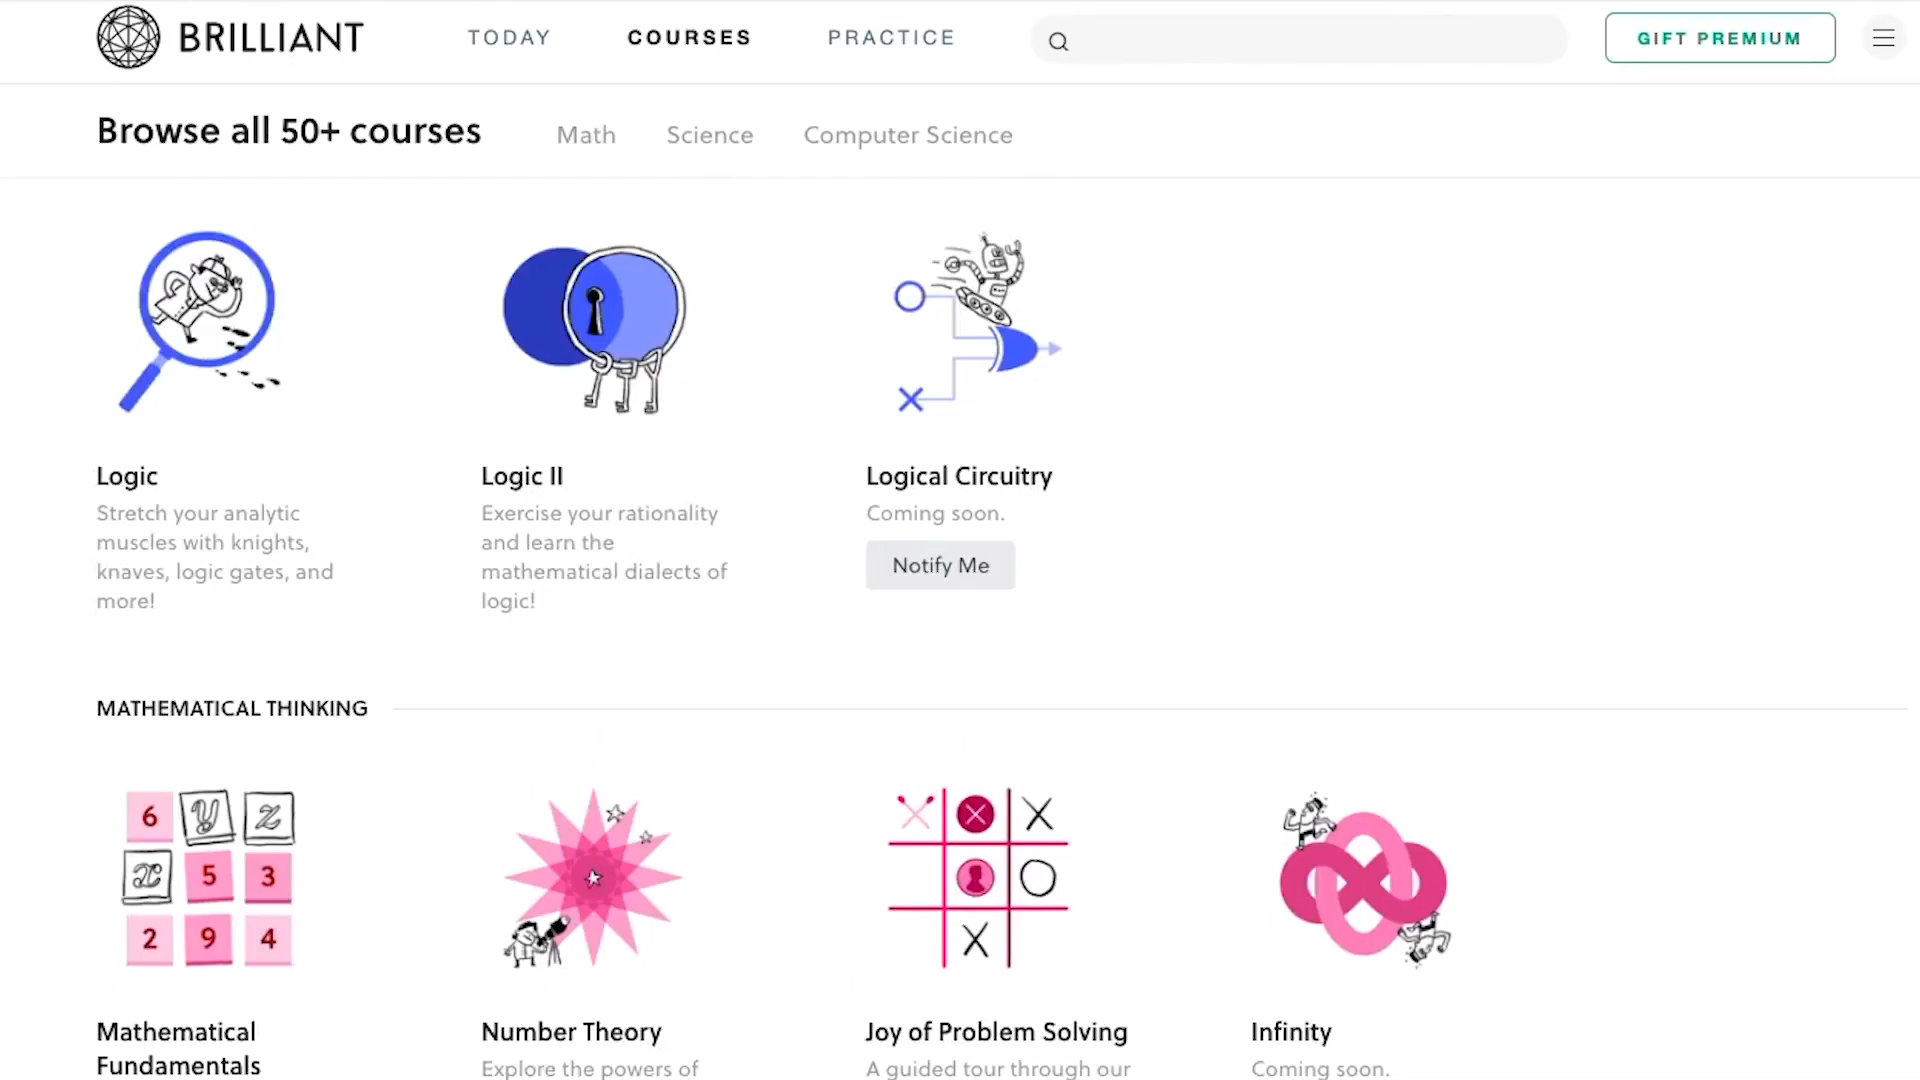 BRILLIANT
TODAY
COURSES
PRACTICE
GIFT PREMIUM
Browse all 50+ courses
Math
Science
Computer Science
Logic
Stretch your analytic
muscles with knights,
knaves, logic gates, and
more!
Logic II
Exercise your rationality
and learn the
mathematical dialects of
logic!
Logical Circuitry
Coming soon.
Notify Me
MATHEMATICAL THINKING
6 y z
x 5 3
2 9 4
Mathematical
Fundamentals
Number Theory
Explore the powers of
Joy of Problem Solving
A guided tour through our
Infinity
Coming soon.